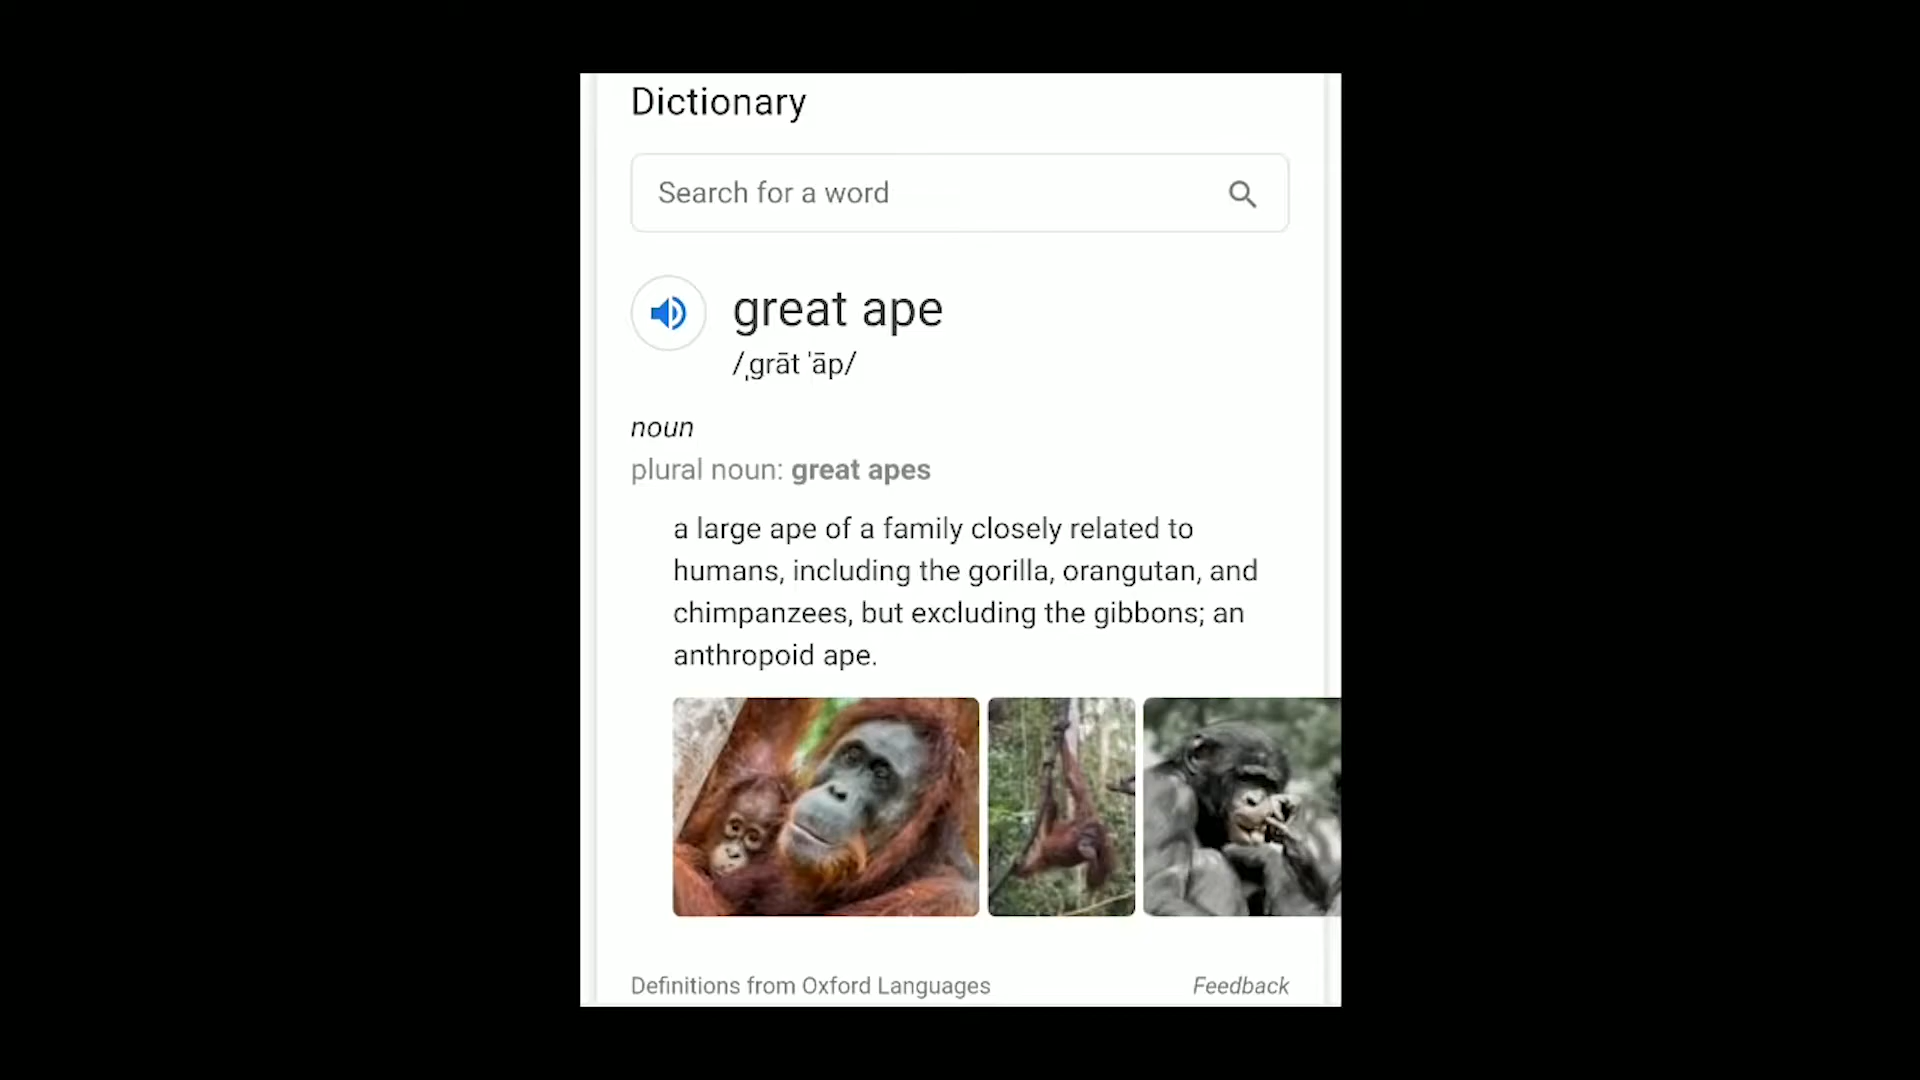 Dictionary
Search for a word
great ape
/ˌɡrāt ˈāp/
noun
plural noun: great apes
a large ape of a family closely related to
humans, including the gorilla, orangutan, and
chimpanzees, but excluding the gibbons; an
anthropoid ape.
Definitions from Oxford Languages
Feedback